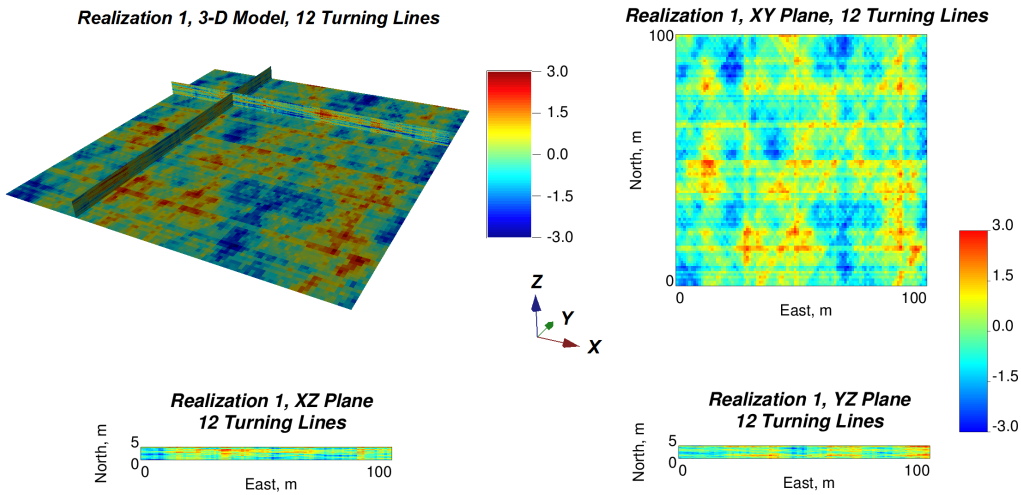 Realization 1, 3-D Model, 12 Turning Lines
3.0
1.5
0.0
-1.5
-3.0
Z
Y
X
Realization 1, XY Plane, 12 Turning Lines
100
North, m
0
0
100
East, m
3.0
1.5
0.0
-1.5
-3.0
Realization 1, XZ Plane
12 Turning Lines
5
North, m
0
0
100
East, m
Realization 1, YZ Plane
12 Turning Lines
5
North, m
0
0
100
East, m